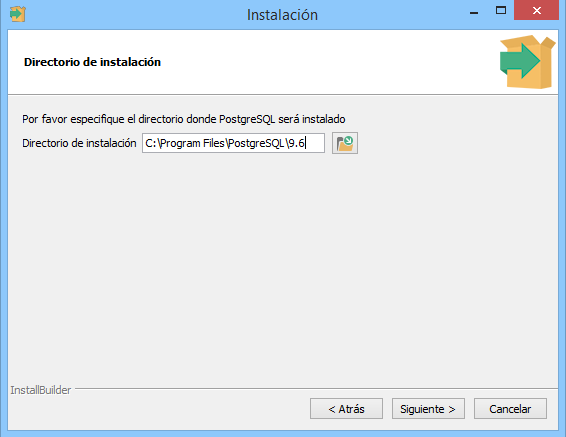 Instalación
Directorio de instalación
Por favor especifique el directorio donde PostgreSQL será instalado
Directorio de instalación C:\Program Files\PostgreSQL\9.6
InstallBuilder
< Atrás Siguiente > Cancelar